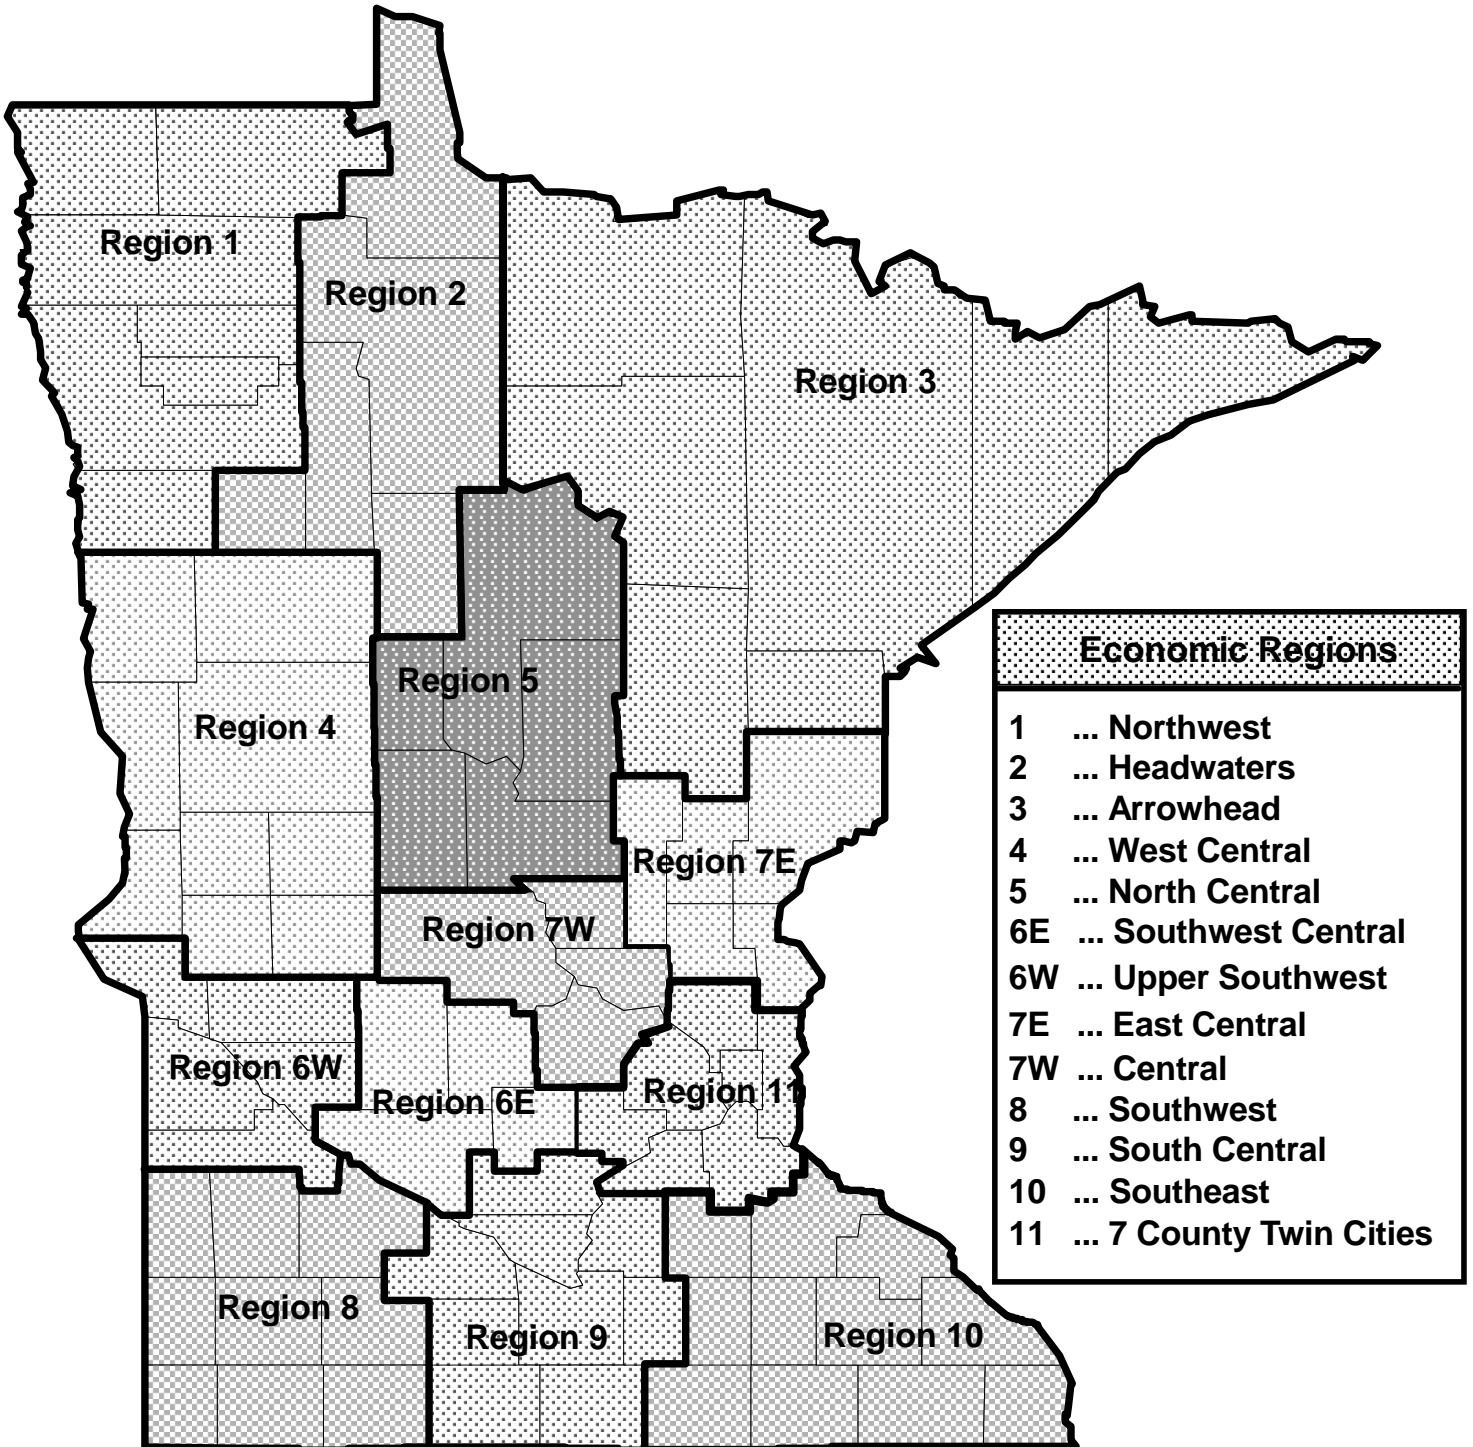 Region 1
Region 2
Region 3
Region 5
Region 4
Region 7E
Region 7W
Region 6W
Region 6E
Region 11
Region 8
Region 9
Region 10
Economic Regions
1 ... Northwest
2 ... Headwaters
3 ... Arrowhead
4 ... West Central
5 ... North Central
6E ... Southwest Central
6W ... Upper Southwest
7E ... East Central
7W ... Central
8 ... Southwest
9 ... South Central
10 ... Southeast
11 ... 7 County Twin Cities